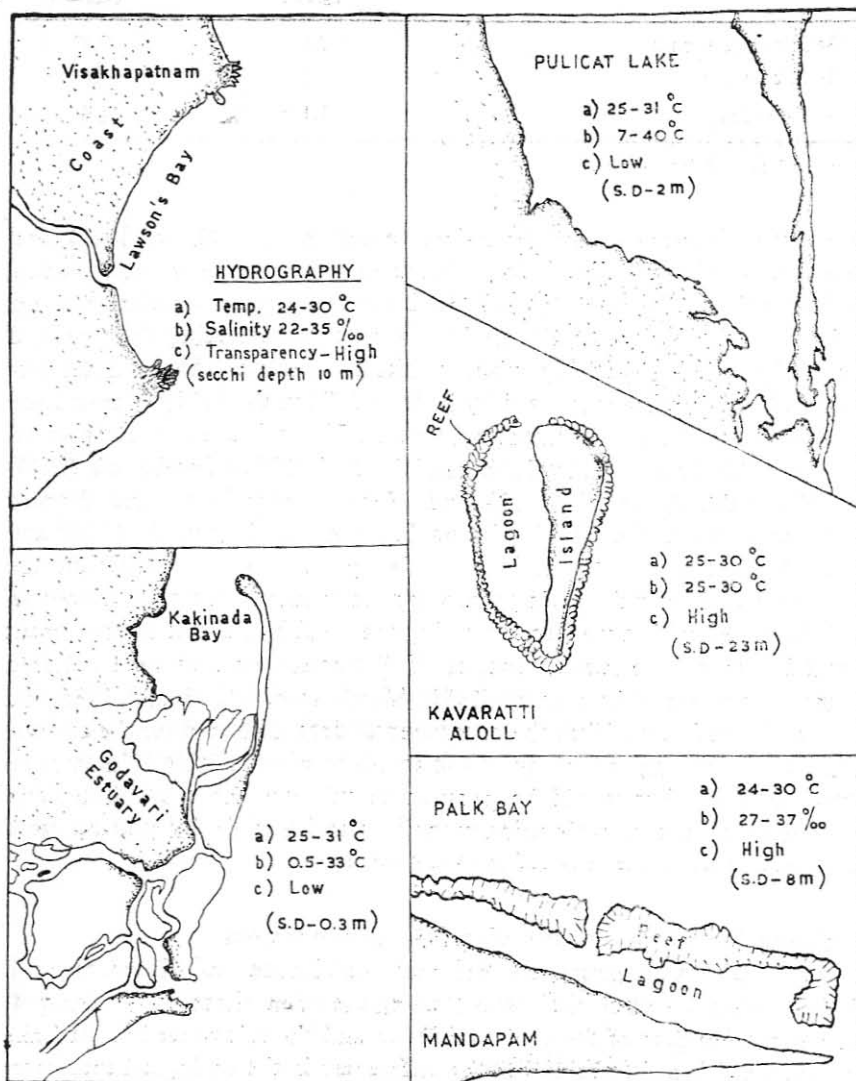 Visakhapatnam
Coast
Lawson's Bay
HYDROGRAPHY
a) Temp. 24-30 °C
b) Salinity 22-35 ‰
c) Transparency-High
(secchi depth 10 m)
PULICAT LAKE
a) 25-31 °C
b) 7-40 °C
c) Low
(S.D-2 m)
REEF
Lagoon
Island
a) 25-30 °C
b) 25-30 °C
c) High
(S.D-23 m)
KAVARATTI
ALOLL
Kakinada
Bay
Godavari
Estuary
a) 25-31 °C
b) 0.5-33 °C
c) Low
(S.D-0.3 m)
PALK BAY
a) 24-30 °C
b) 27-37 ‰
c) High
(S.D-8 m)
Reef
Lagoon
MANDAPAM